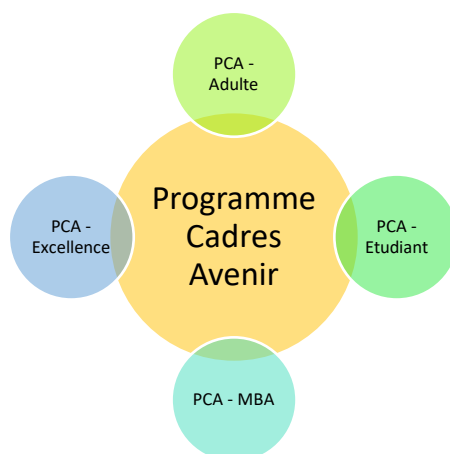 PCA -
Adulte
Programme
Cadres
Avenir
PCA -
Excellence
PCA -
Etudiant
PCA - MBA